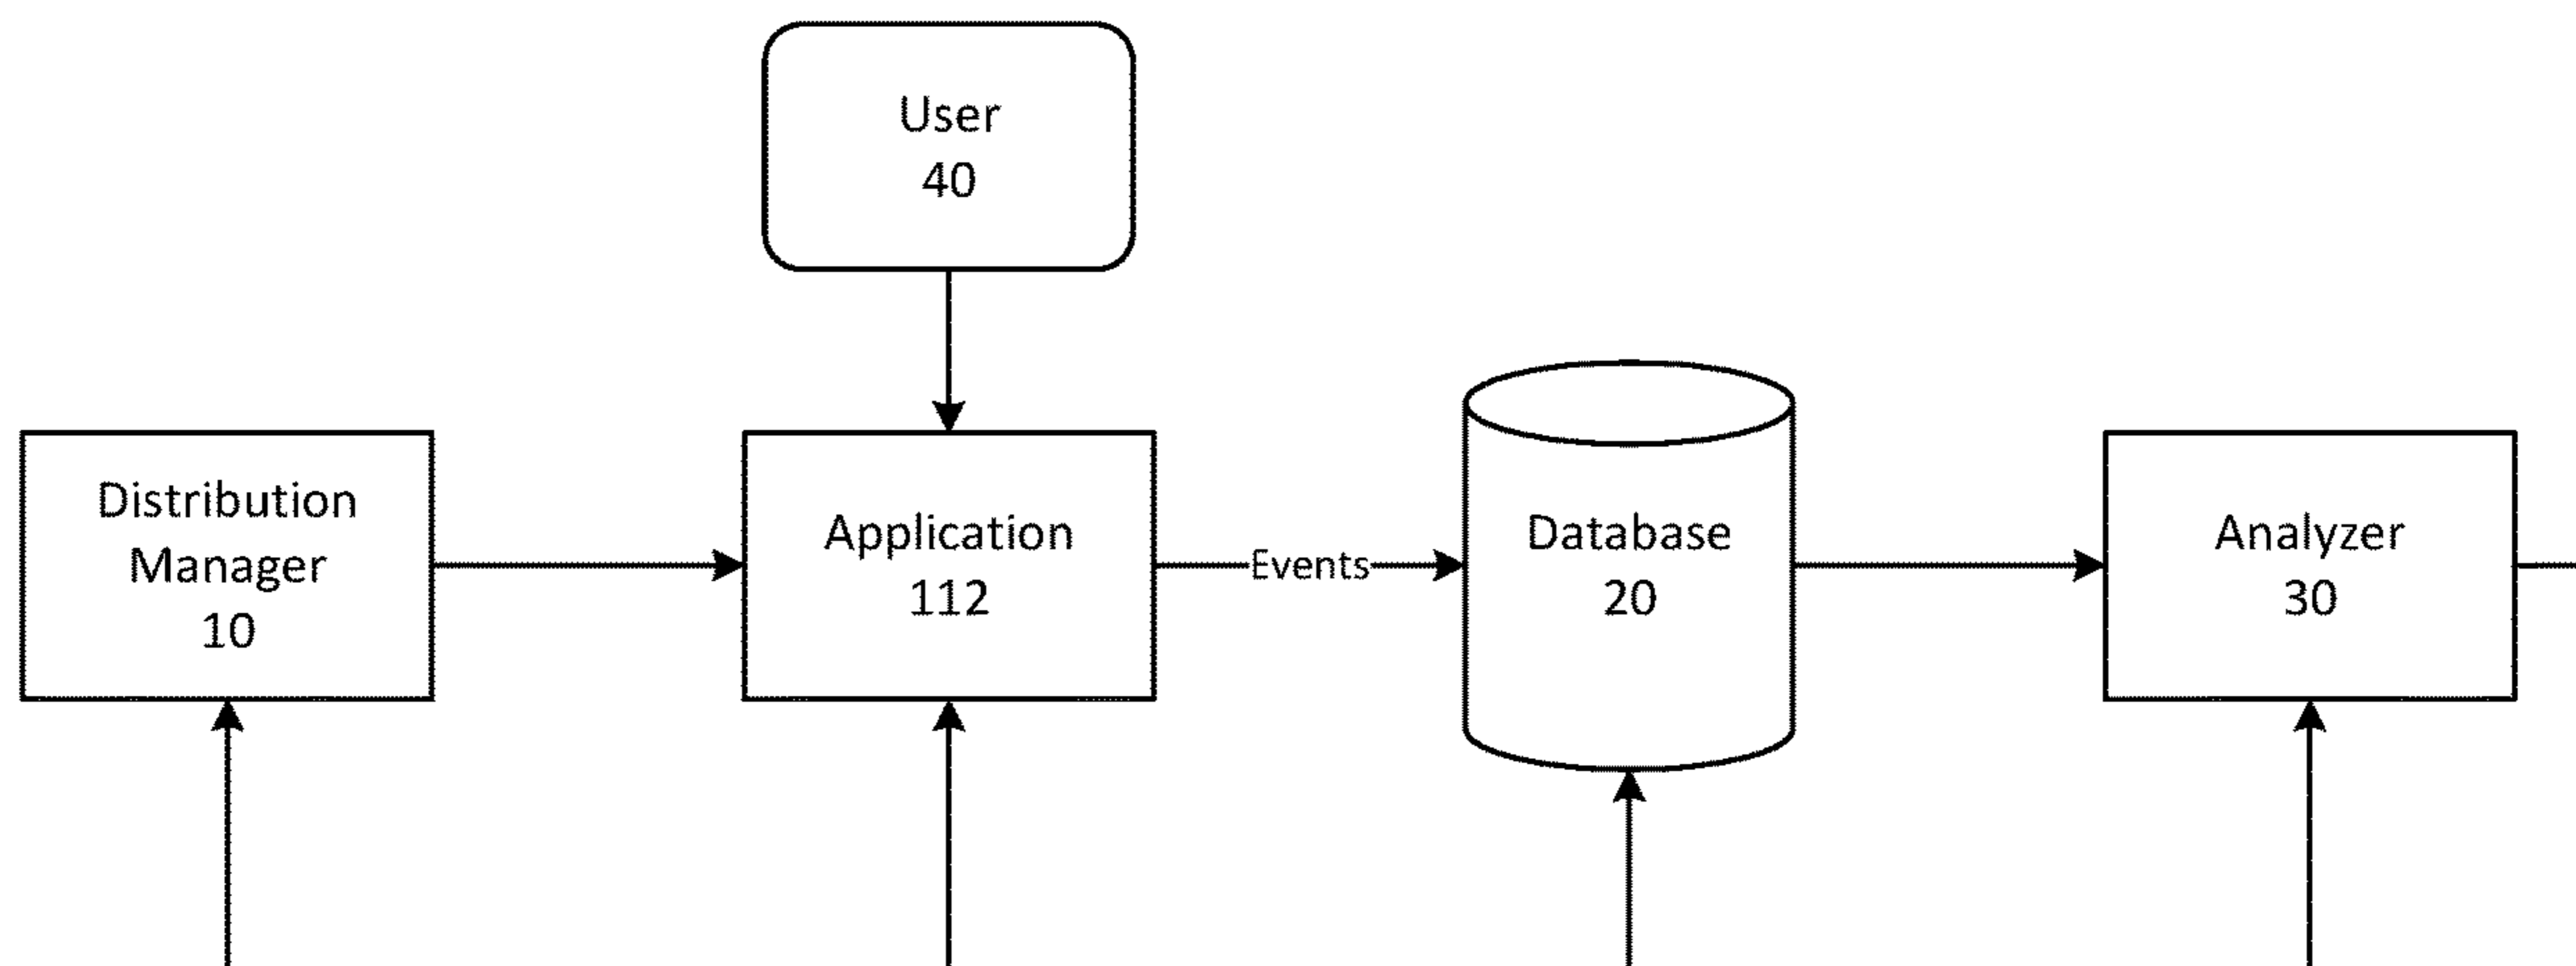 User
40
Distribution
Manager
10
Application
112
Events
Database
20
Analyzer
30